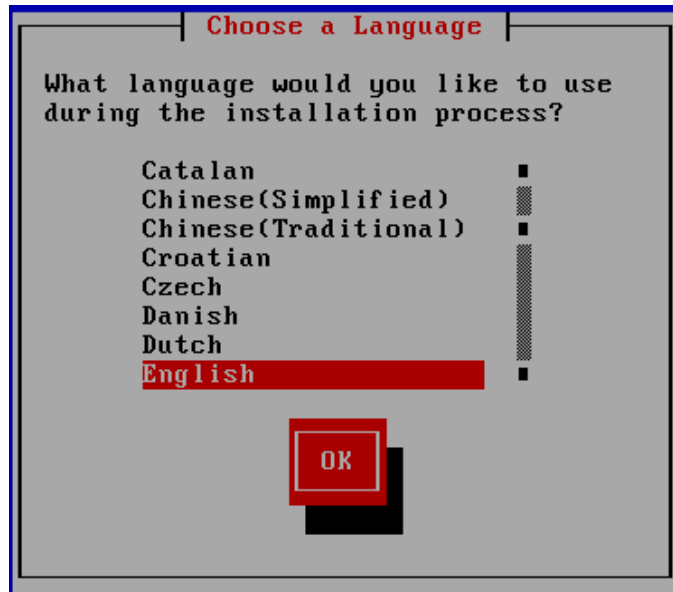 Choose a Language
What language would you like to use
during the installation process?
Catalan
Chinese(Simplified)
Chinese(Traditional)
Croatian
Czech
Danish
Dutch
English
OK